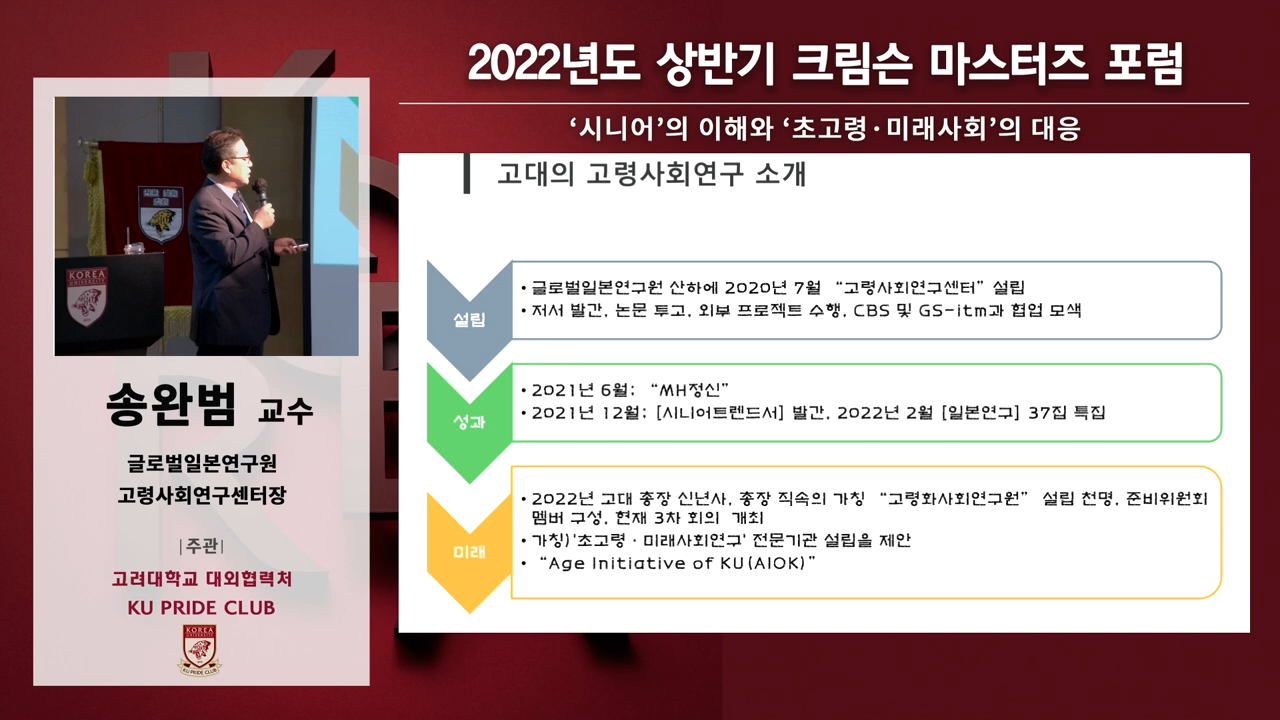 2022년도 상반기 크림슨 마스터즈 포럼
‘시니어’의 이해와 ‘초고령·미래사회’의 대응
고대의 고령사회연구 소개
설립
• 글로벌일본연구원 산하에 2020년 7월 “고령사회연구센터” 설립
• 저서 발간, 논문 투고, 외부 프로젝트 수행, CBS 및 GS-itm과 협업 모색
성과
• 2021년 6월: “MH정신”
• 2021년 12월: [시니어트렌드서] 발간, 2022년 2월 [일본연구] 37집 특집
미래
• 2022년 고대 총장 신년사, 총장 직속의 가칭 “고령화사회연구원” 설립 천명, 준비위원회
멤버 구성, 현재 3차 회의 개최
• 가칭)'초고령·미래사회연구' 전문기관 설립을 제안
• “Age Initiative of KU(AIOK)”
KOREA
UNIVERSITY
송완범 교수
글로벌일본연구원
고령사회연구센터장
|주관|
고려대학교 대외협력처
KU PRIDE CLUB
KOREA
UNIVERSITY
KU PRIDE CLUB